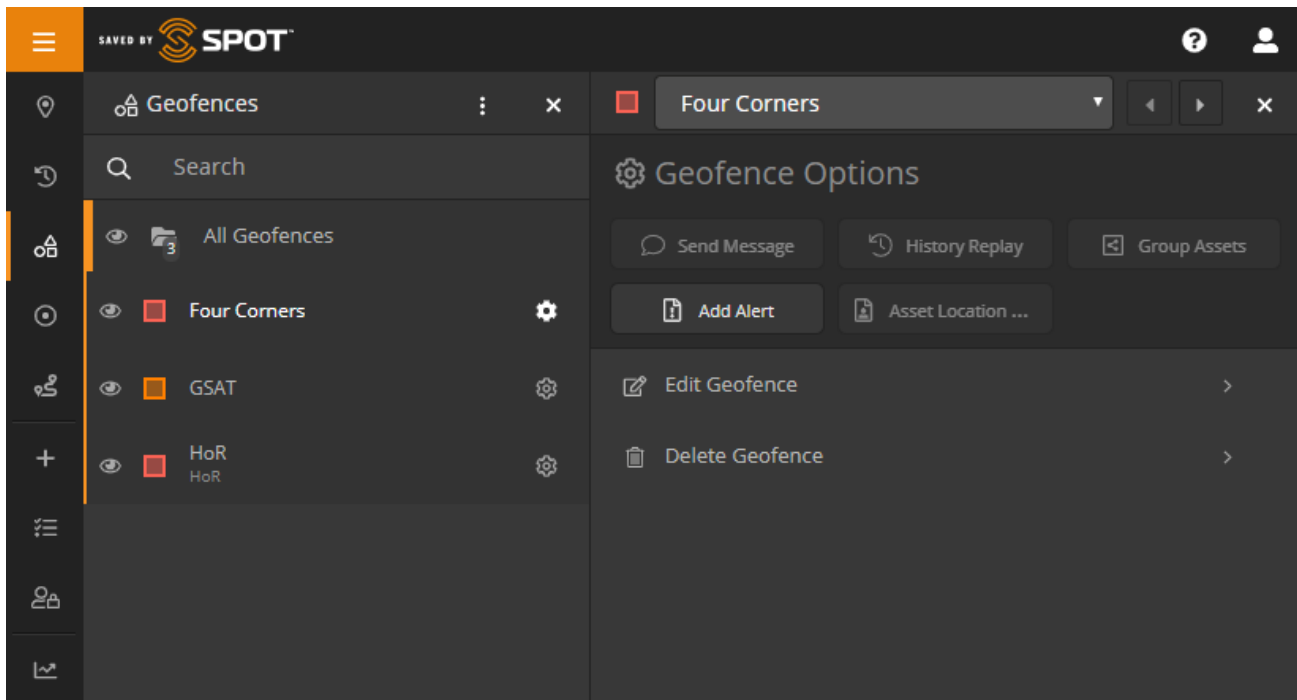 SAVED BY SPOT
Geofences
Four Corners
Search
Geofence Options
All Geofences
3
Send Message
History Replay
Group Assets
Four Corners
Add Alert
Asset Location ...
GSAT
Edit Geofence
HoR
HoR
Delete Geofence